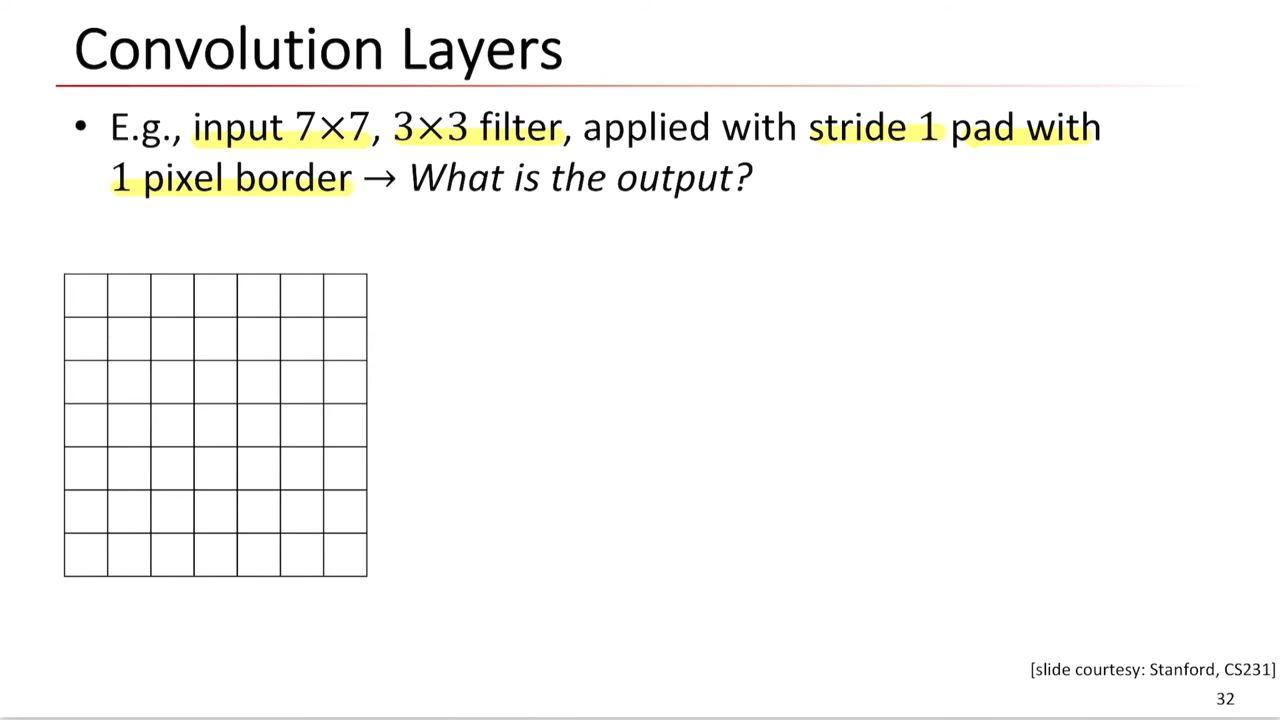 Convolution Layers
• E.g., input 7×7, 3×3 filter, applied with stride 1 pad with
1 pixel border → What is the output?
[slide courtesy: Stanford, CS231]
32